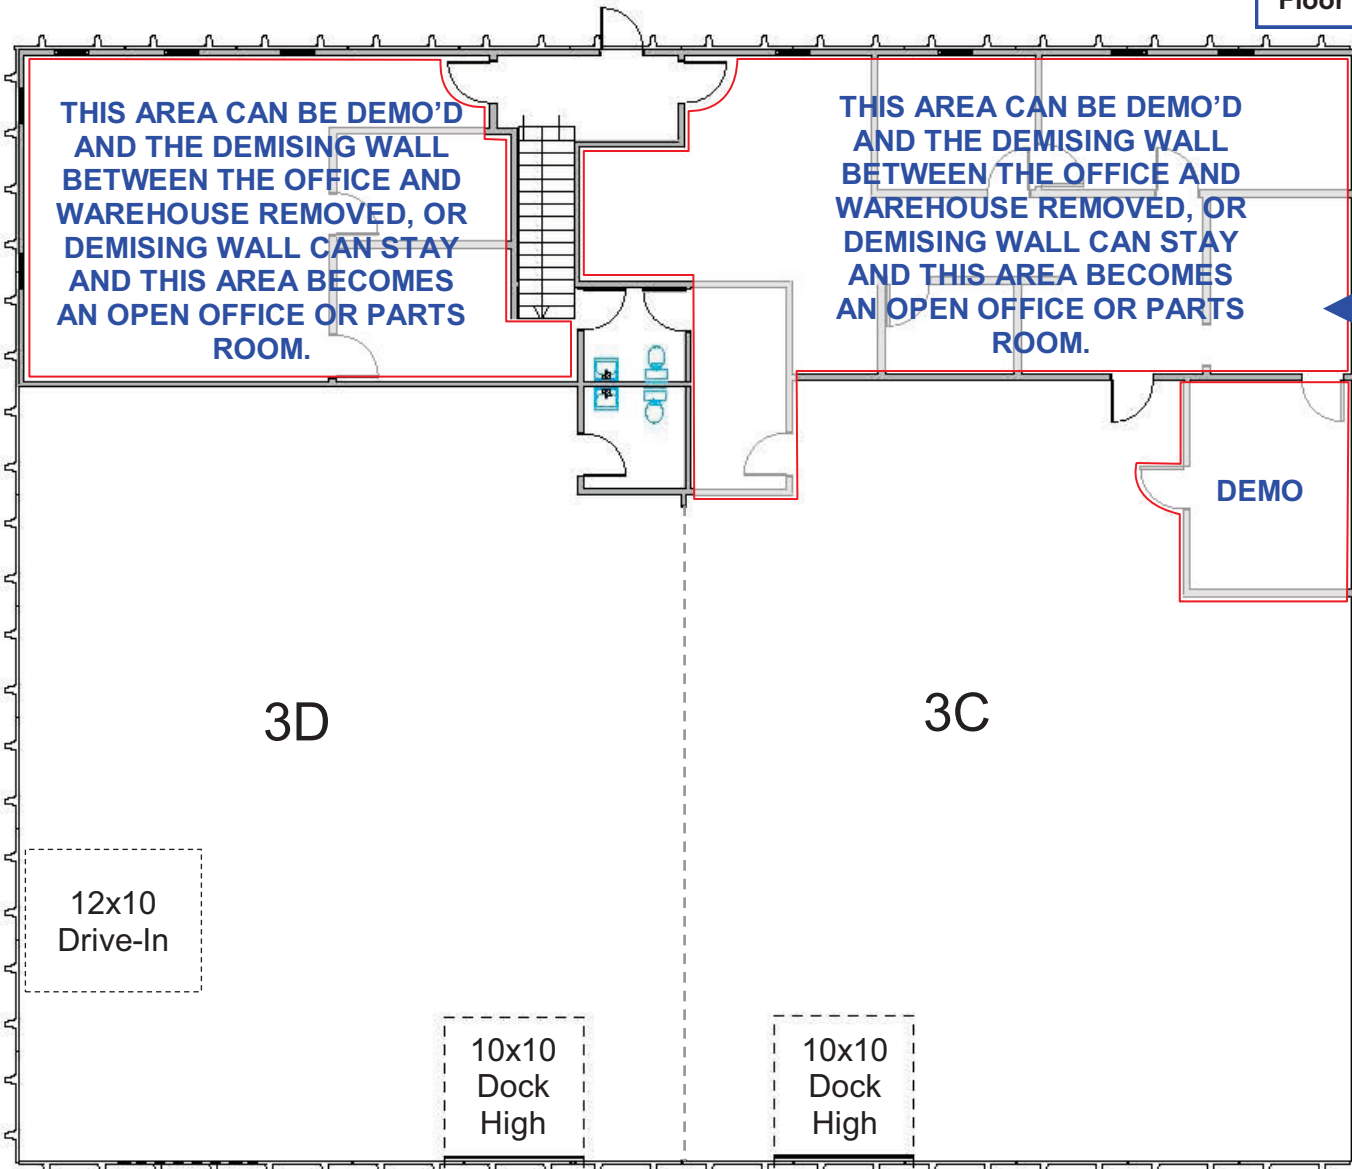 Floor
THIS AREA CAN BE DEMO’D
AND THE DEMISING WALL
BETWEEN THE OFFICE AND
WAREHOUSE REMOVED, OR
DEMISING WALL CAN STAY
AND THIS AREA BECOMES
AN OPEN OFFICE OR PARTS
ROOM.
THIS AREA CAN BE DEMO’D
AND THE DEMISING WALL
BETWEEN THE OFFICE AND
WAREHOUSE REMOVED, OR
DEMISING WALL CAN STAY
AND THIS AREA BECOMES
AN OPEN OFFICE OR PARTS
ROOM.
DEMO
3D
3C
12x10
Drive-In
10x10
Dock
High
10x10
Dock
High